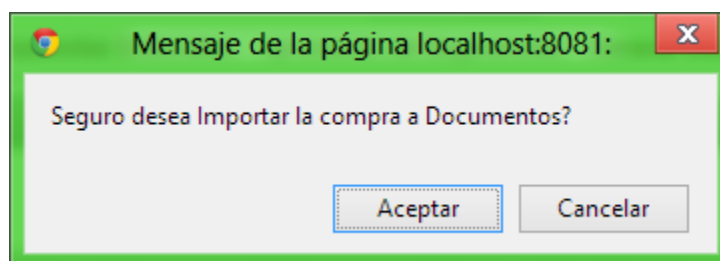 Mensaje de la página localhost:8081:
Seguro desea Importar la compra a Documentos?
Aceptar
Cancelar